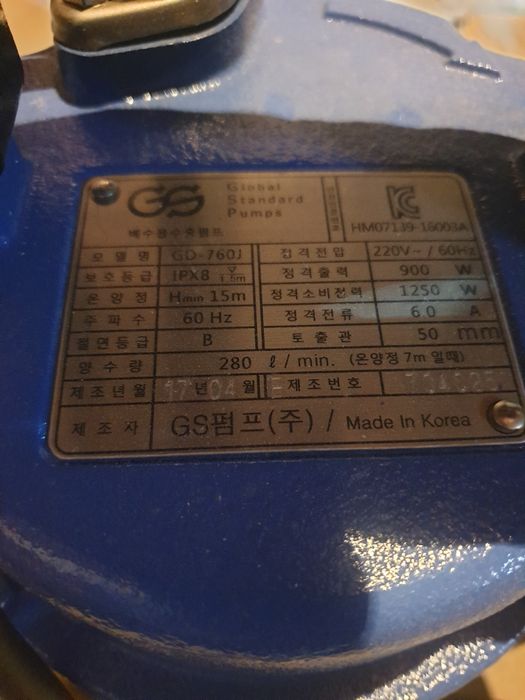 GS Global
Standard
Pumps
배수용수중펌프
HM07139-16003A
모델명 GD-760J 정격전압 220V~ / 60Hz
보호등급 IPX8 1.5m 정격출력 900 W
온양정 Hmin 15m 정격소비전력 1250 W
주파수 60 Hz 정격전류 6.0 A
절연등급 B 토출관 50 mm
양수량 280 ℓ / min. (온양정 7m 일때)
제조년월 17년 04월 제조번호
제조자 GS펌프(주) / Made In Korea